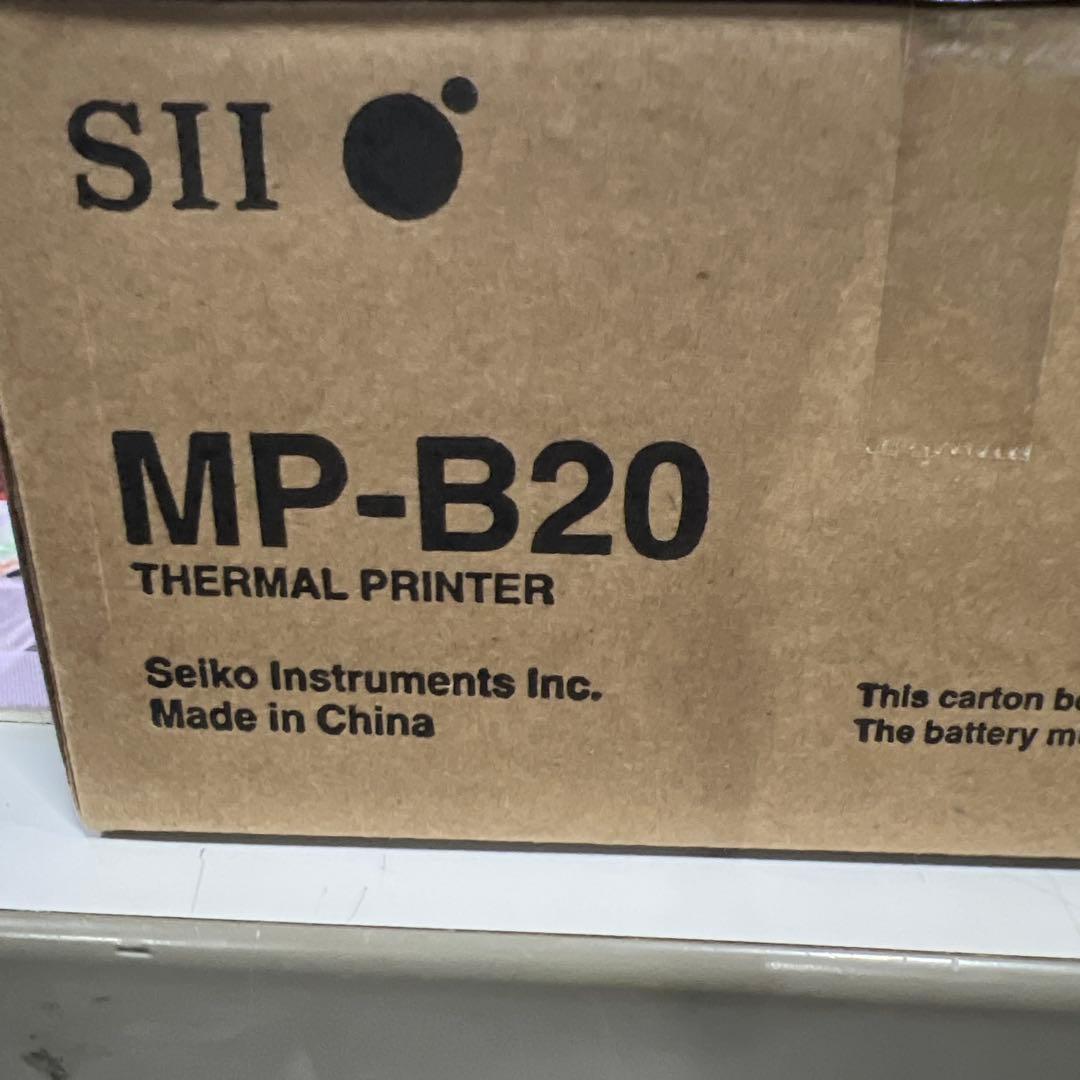 SII
MP-B20
THERMAL PRINTER
Seiko Instruments Inc.
Made in China
This carton
The battery